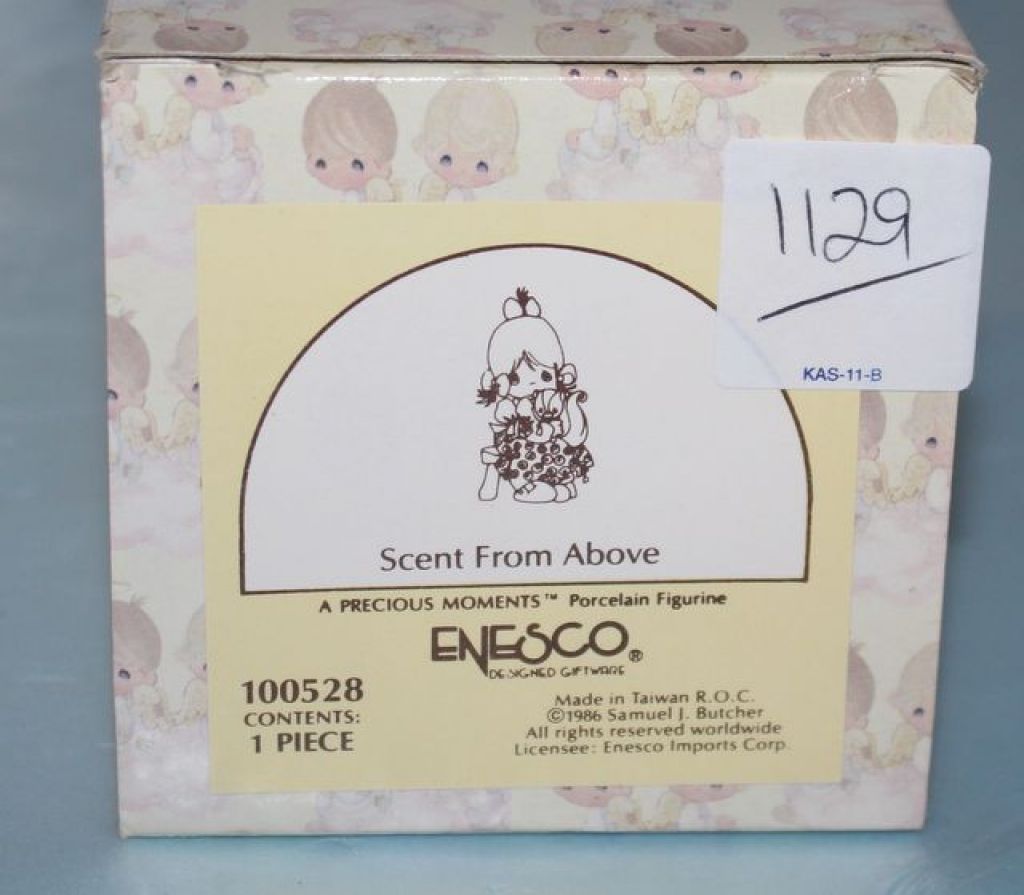 1129
KAS-11-B
Scent From Above
A PRECIOUS MOMENTS™ Porcelain Figurine
ENESCO®
DESIGNED GIFTWARE
100528
CONTENTS:
1 PIECE
Made in Taiwan R.O.C.
©1986 Samuel J. Butcher
All rights reserved worldwide
Licensee: Enesco Imports Corp.